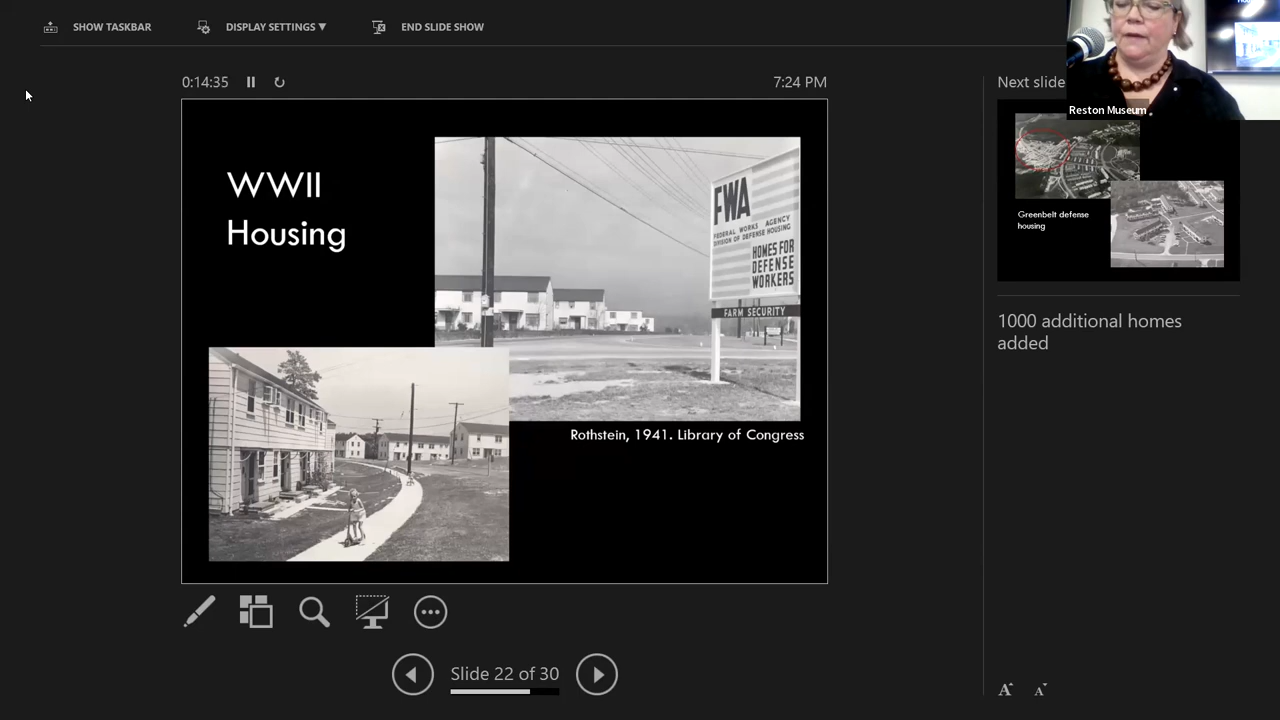 SHOW TASKBAR
DISPLAY SETTINGS ▼
END SLIDE SHOW
0:14:35
7:24 PM
Next slide
Reston Museum
WWII
Housing
FWA
FEDERAL WORKS AGENCY
DIVISION OF DEFENSE HOUSING
HOMES FOR
DEFENSE
WORKERS
FARM SECURITY
Rothstein, 1941. Library of Congress
Greenbelt defense
housing
1000 additional homes
added
Slide 22 of 30
A A